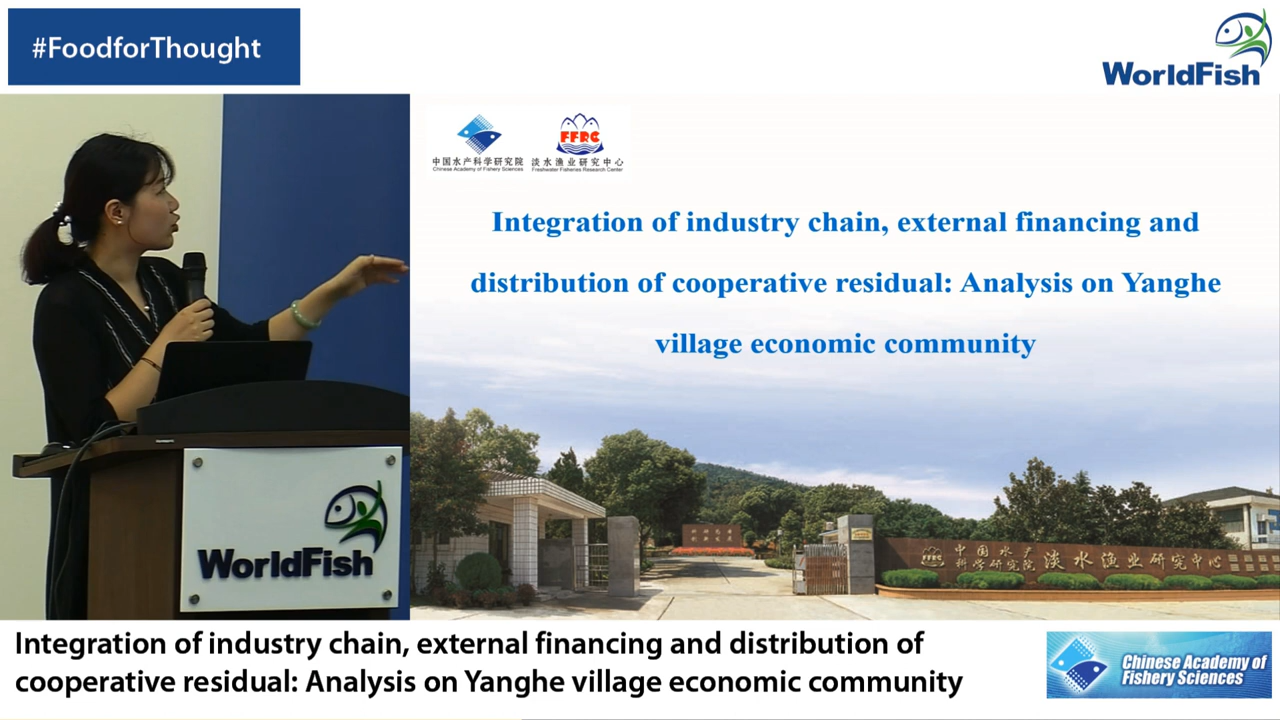 #FoodforThought
WorldFish
中国水产科学研究院
Chinese Academy of Fishery Sciences
FFRC
淡水渔业研究中心
Freshwater Fisheries Research Center
Integration of industry chain, external financing and
distribution of cooperative residual: Analysis on Yanghe
village economic community
WorldFish
FFRC
中国水产
科学研究院
淡水渔业研究中心
Integration of industry chain, external financing and distribution of
cooperative residual: Analysis on Yanghe village economic community
Chinese Academy of
Fishery Sciences